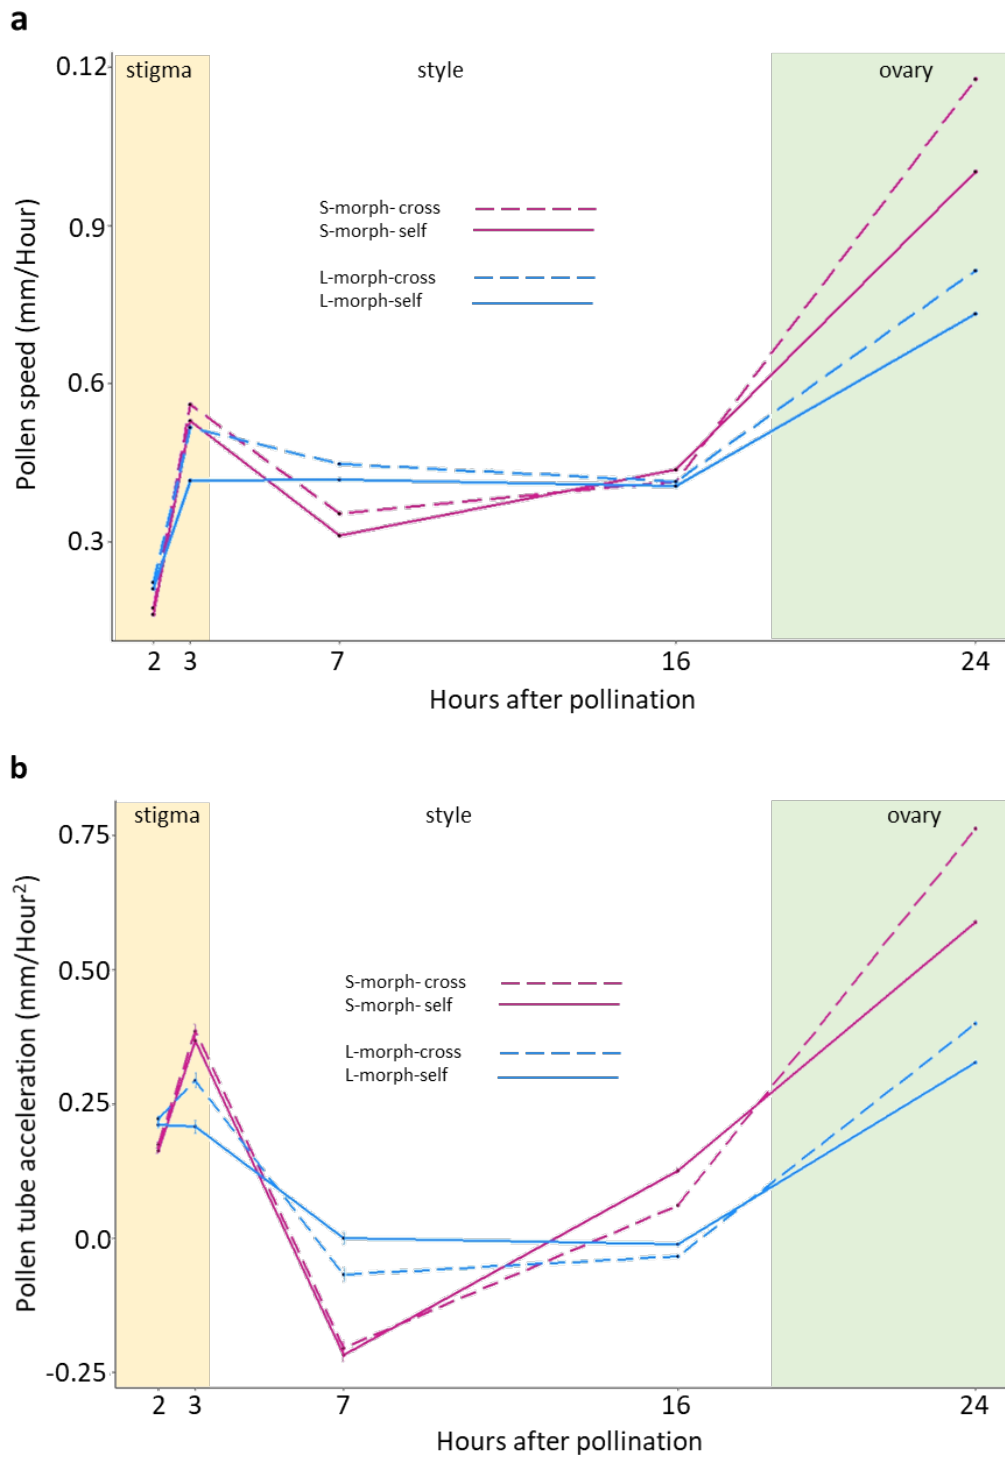 a
stigma style ovary
0.12
0.9
0.6
0.3
Pollen speed (mm/Hour)
S-morph- cross
S-morph- self
L-morph-cross
L-morph-self
2 3 7 16 24
Hours after pollination
b
stigma style ovary
0.75
0.50
0.25
0.0
-0.25
Pollen tube acceleration (mm/Hour²)
S-morph- cross
S-morph- self
L-morph-cross
L-morph-self
2 3 7 16 24
Hours after pollination